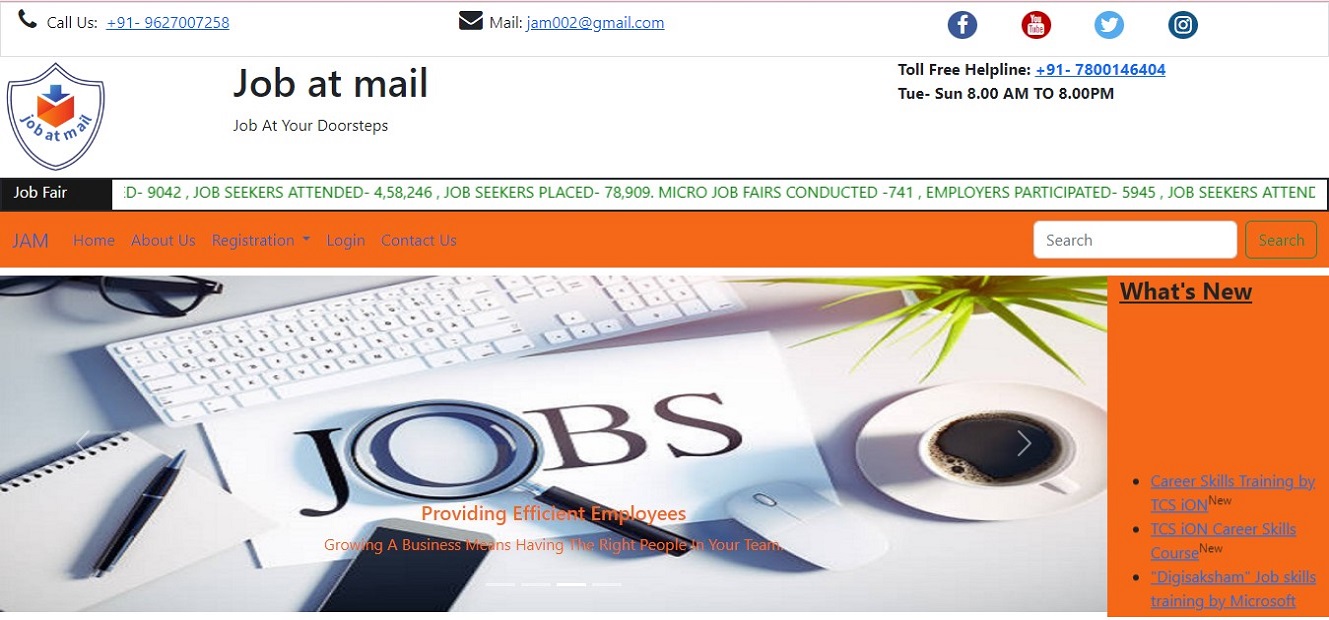 Call Us: +91- 9627007258
Mail: jam002@gmail.com
You
Tube
job at mail
Job at mail
Job At Your Doorsteps
Toll Free Helpline: +91- 7800146404
Tue- Sun 8.00 AM TO 8.00PM
Job Fair
ED- 9042 , JOB SEEKERS ATTENDED- 4,58,246 , JOB SEEKERS PLACED- 78,909. MICRO JOB FAIRS CONDUCTED -741 , EMPLOYERS PARTICIPATED- 5945 , JOB SEEKERS ATTEND
JAM Home About Us Registration Login Contact Us Search Search
What's New
JOBS
Providing Efficient Employees
Growing A Business Means Having The Right People In Your Team.
Career Skills Training by
TCS iONNew
TCS iON Career Skills
CourseNew
"Digisaksham" Job skills
training by Microsoft